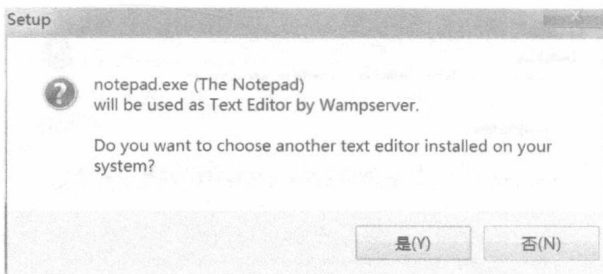 Setup
notepad.exe (The Notepad)
will be used as Text Editor by Wampserver.
Do you want to choose another text editor installed on your
system?
是(Y)
否(N)